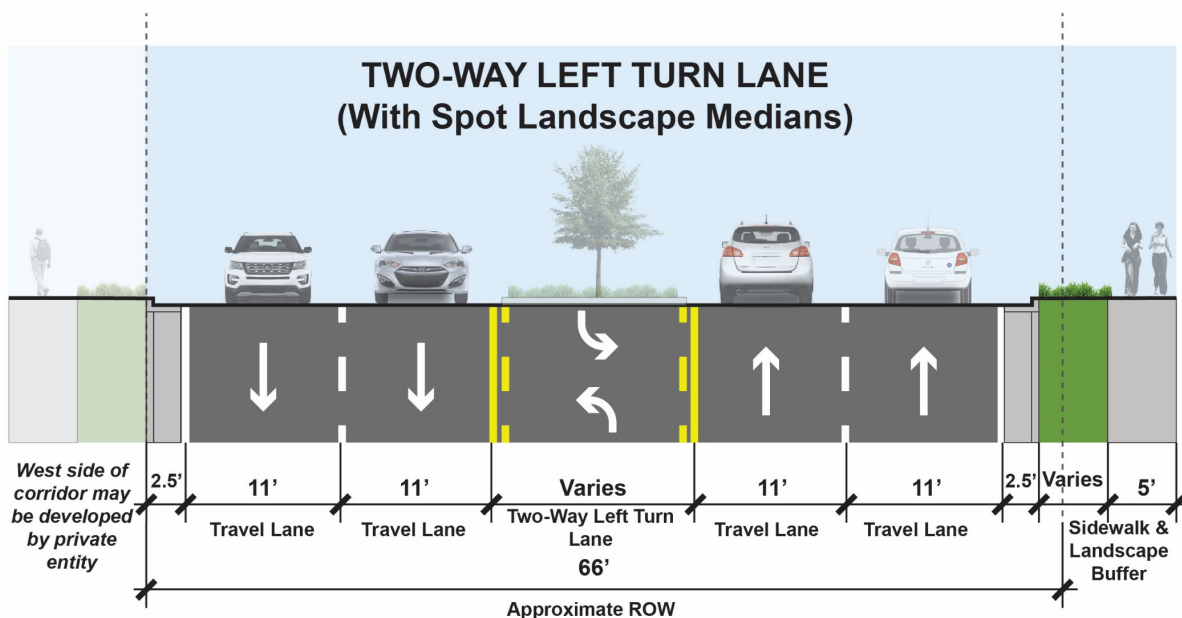 TWO-WAY LEFT TURN LANE
(With Spot Landscape Medians)
West side of
corridor may
be developed
by private
entity
2.5’
11’
Travel Lane
11’
Travel Lane
Varies
Two-Way Left Turn
Lane
11’
Travel Lane
11’
Travel Lane
2.5’
Varies
5’
Sidewalk &
Landscape
Buffer
66’
Approximate ROW